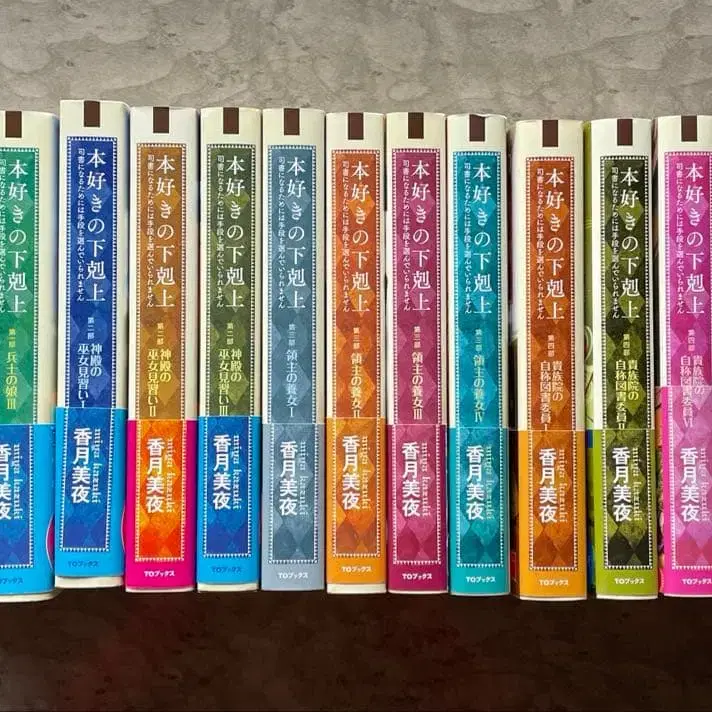 本好きの下剋上
司書になるためには手段を選んでいられません
第一部 兵士の娘III
香月美夜
TOブックス
本好きの下剋上
司書になるためには手段を選んでいられません
第二部 神殿の巫女見習いI
香月美夜
TOブックス
本好きの下剋上
司書になるためには手段を選んでいられません
第二部 神殿の巫女見習いII
miya kazuki
香月美夜
TOブックス
本好きの下剋上
司書になるためには手段を選んでいられません
第二部 神殿の巫女見習いIII
miya kazuki
香月美夜
TOブックス
本好きの下剋上
司書になるためには手段を選んでいられません
第三部 領主の養女I
miya kazuki
香月美夜
TOブックス
本好きの下剋上
司書になるためには手段を選んでいられません
第三部 領主の養女II
miya kazuki
香月美夜
TOブックス
本好きの下剋上
司書になるためには手段を選んでいられません
第三部 領主の養女III
miya kazuki
香月美夜
TOブックス
本好きの下剋上
司書になるためには手段を選んでいられません
第三部 領主の養女IV
miya kazuki
香月美夜
TOブックス
本好きの下剋上
司書になるためには手段を選んでいられません
第四部 貴族院の自称図書委員I
miya kazuki
香月美夜
TOブックス
本好きの下剋上
司書になるためには手段を選んでいられません
第四部 貴族院の自称図書委員II
miya kazuki
香月美夜
TOブックス
本好きの下剋上
司書になるためには手段を選んでいられません
第四部 貴族院の自称図書委員VI
miya kazuki
香月美夜
TOブックス